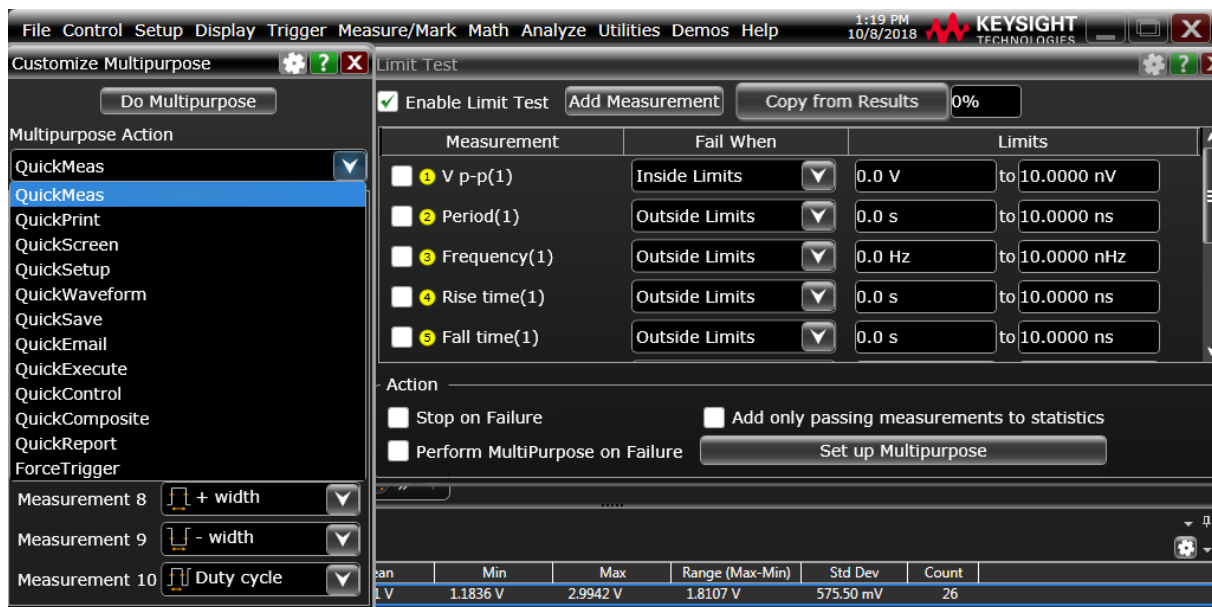 File Control Setup Display Trigger Measure/Mark Math Analyze Utilities Demos Help
1:19 PM
10/8/2018
KEYSIGHT
TECHNOLOGIES
Customize Multipurpose
?
X
Do Multipurpose
Multipurpose Action
QuickMeas
QuickMeas
QuickPrint
QuickScreen
QuickSetup
QuickWaveform
QuickSave
QuickEmail
QuickExecute
QuickControl
QuickComposite
QuickReport
ForceTrigger
Measurement 8 + width
Measurement 9 - width
Measurement 10 Duty cycle
Limit Test
?
Enable Limit Test Add Measurement Copy from Results 0%
Measurement Fail When Limits
1 V p-p(1) Inside Limits 0.0 V to 10.0000 nV
2 Period(1) Outside Limits 0.0 s to 10.0000 ns
3 Frequency(1) Outside Limits 0.0 Hz to 10.0000 nHz
4 Rise time(1) Outside Limits 0.0 s to 10.0000 ns
5 Fall time(1) Outside Limits 0.0 s to 10.0000 ns
Action
Stop on Failure Add only passing measurements to statistics
Perform MultiPurpose on Failure Set up Multipurpose
Min Max Range (Max-Min) Std Dev Count
1.1836 V 2.9942 V 1.8107 V 575.50 mV 26